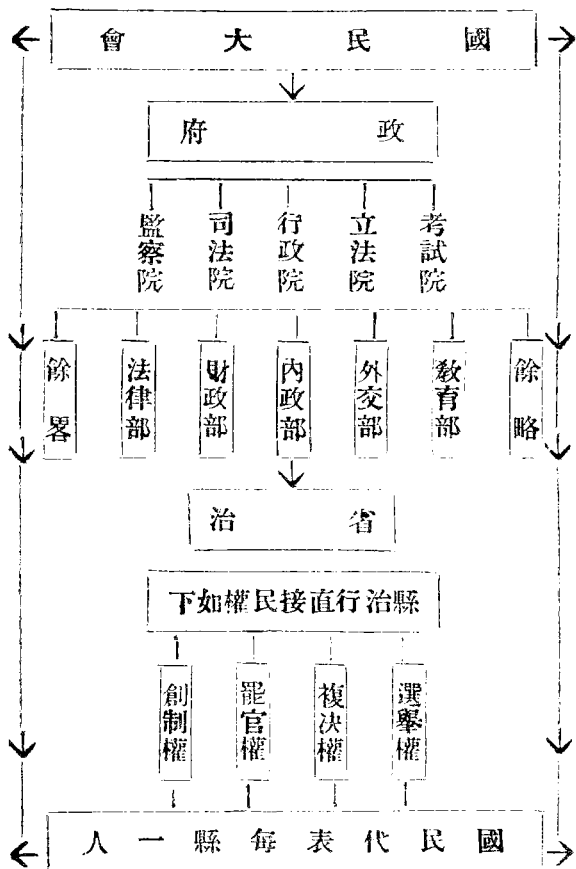 國民大會
政府
考試院
立法院
行政院
司法院
監察院
餘略
教育部
外交部
內政部
財政部
法律部
餘畧
省治
縣治行直接民權如下
選舉權
複决權
罷官權
創制權
國民代表每縣一人